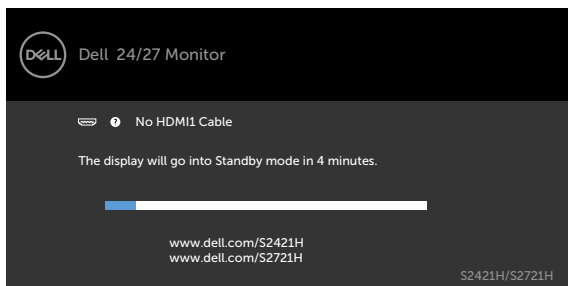 DELL Dell 24/27 Monitor
? No HDMI1 Cable
The display will go into Standby mode in 4 minutes.
www.dell.com/S2421H
www.dell.com/S2721H
S2421H/S2721H